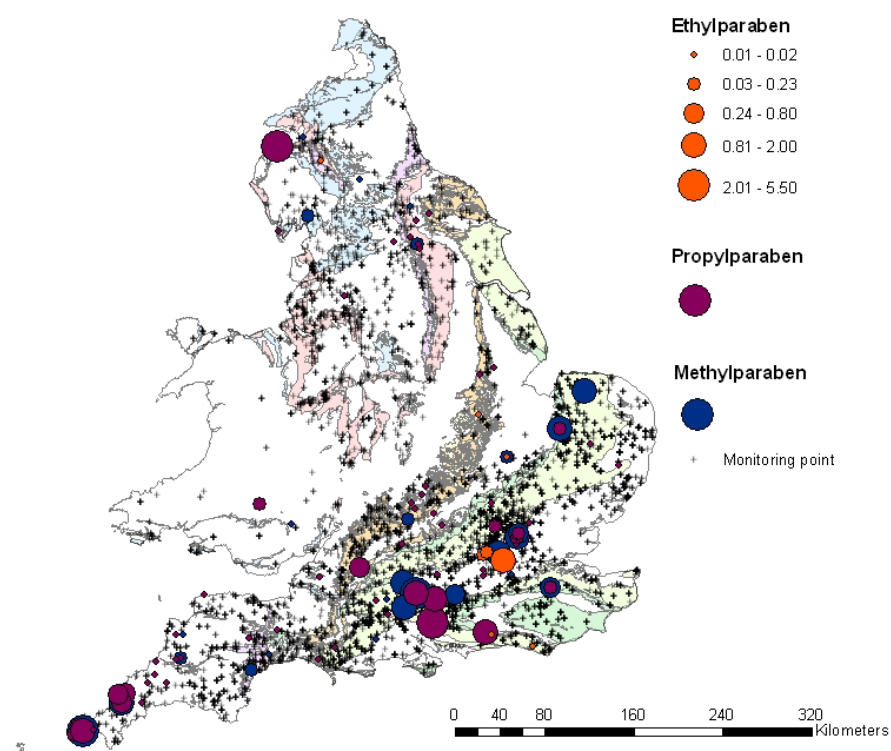 Ethylparaben
0.01 - 0.02
0.03 - 0.23
0.24 - 0.80
0.81 - 2.00
2.01 - 5.50
Propylparaben
Methylparaben
Monitoring point
0 40 80 160 240 320
Kilometers